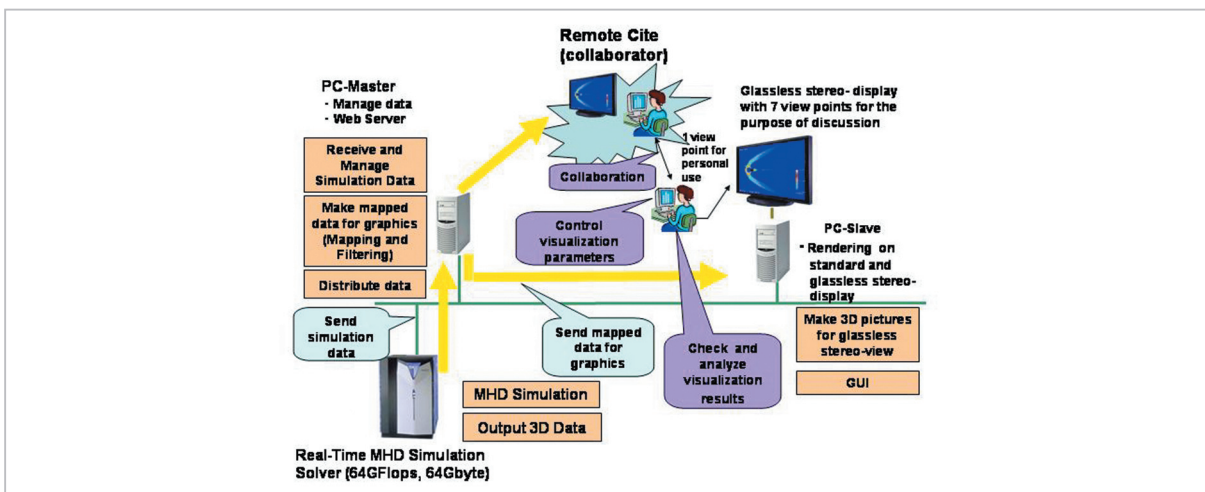 Remote Cite
(collaborator)
PC-Master
- Manage data
- Web Server
Glassless stereo- display
with 7 view points for the
purpose of discussion
Receive and
Manage
Simulation Data
1 view
point for
personal
use
Collaboration
Make mapped
data for graphics
(Mapping and
Filtering)
Control
visualization
parameters
PC-Slave
- Rendering on
standard and
glassless stereo-
display
Distribute data
Send
simulation
data
Send mapped
data for
graphics
Check and
analyze
visualization
results
Make 3D pictures
for glassless
stereo-view
GUI
MHD Simulation
Output 3D Data
Real-Time MHD Simulation
Solver (64GFlops, 64Gbyte)